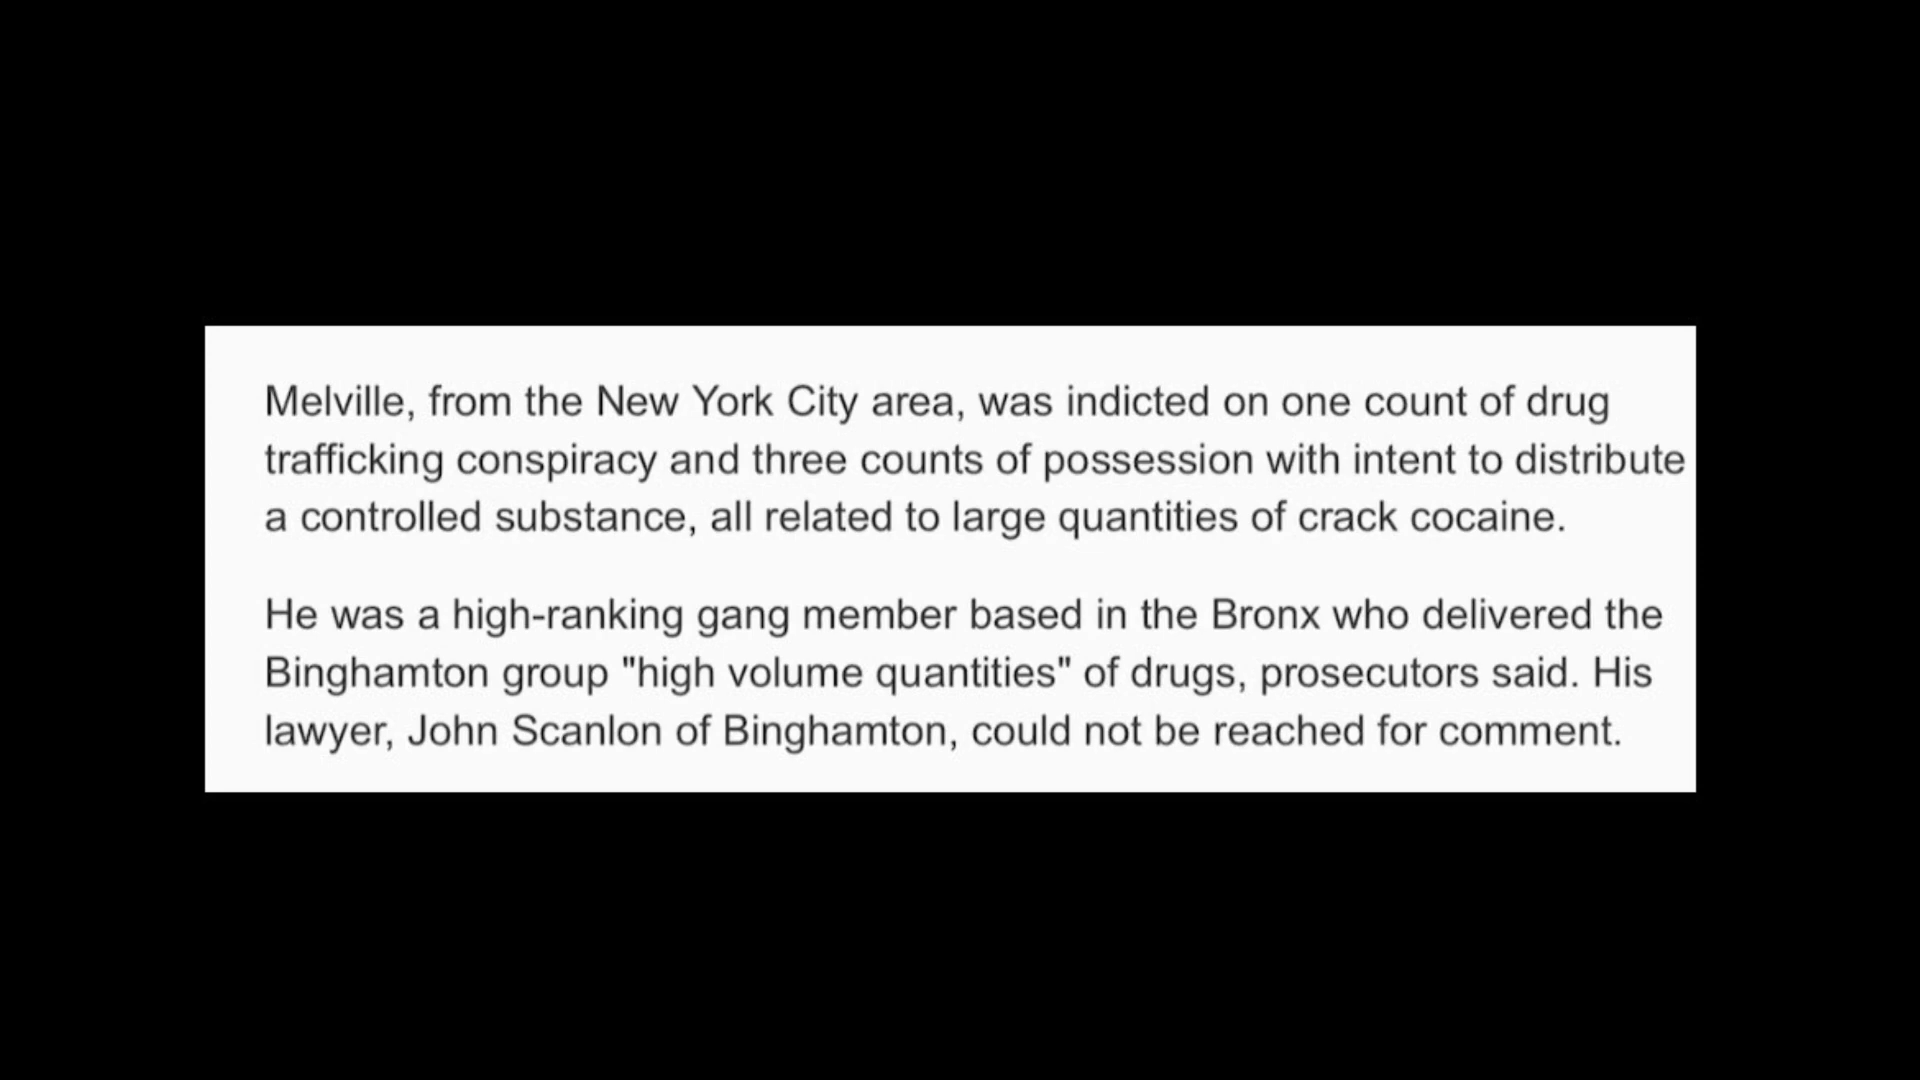 Melville, from the New York City area, was indicted on one count of drug
trafficking conspiracy and three counts of possession with intent to distribute
a controlled substance, all related to large quantities of crack cocaine.
He was a high-ranking gang member based in the Bronx who delivered the
Binghamton group "high volume quantities" of drugs, prosecutors said. His
lawyer, John Scanlon of Binghamton, could not be reached for comment.